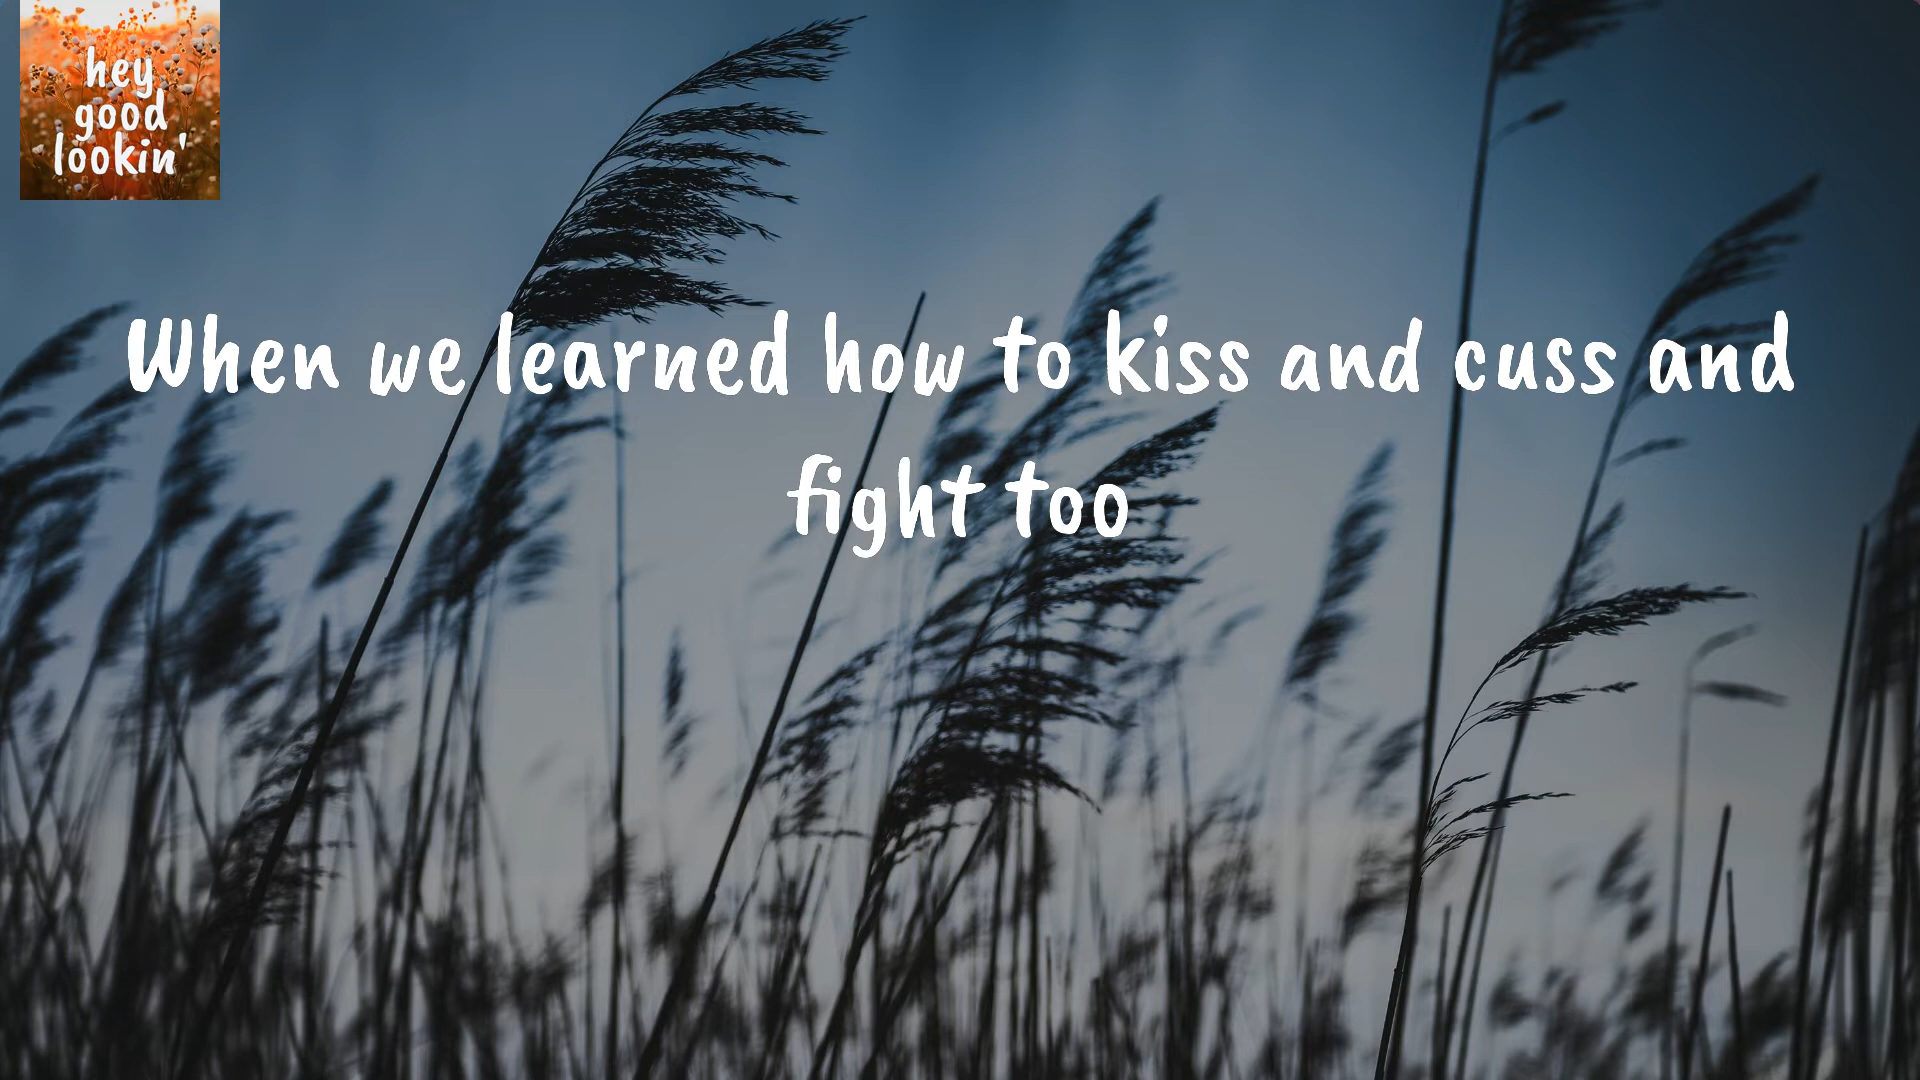 hey
good
lookin'
When we learned how to kiss and cuss and
fight too